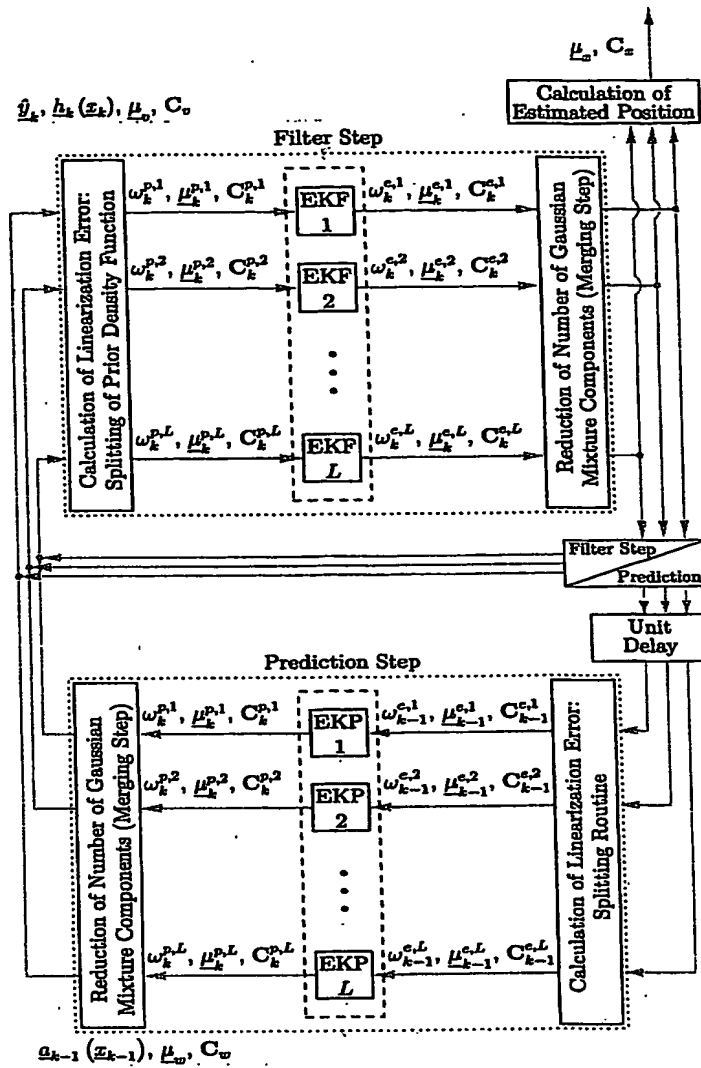 μ_x, C_x
Calculation of
Estimated Position
ŷ_k, h_k (x_k), μ_v, C_v
Filter Step
Calculation of Linearization Error:
Splitting of Prior Density Function
ω_k^{p,1}, μ_k^{p,1}, C_k^{p,1}
EKF
1
ω_k^{e,1}, μ_k^{e,1}, C_k^{e,1}
ω_k^{p,2}, μ_k^{p,2}, C_k^{p,2}
EKF
2
ω_k^{e,2}, μ_k^{e,2}, C_k^{e,2}
ω_k^{p,L}, μ_k^{p,L}, C_k^{p,L}
EKF
L
ω_k^{e,L}, μ_k^{e,L}, C_k^{e,L}
Reduction of Number of Gaussian
Mixture Components (Merging Step)
Filter Step
Prediction
Unit
Delay
Prediction Step
Reduction of Number of Gaussian
Mixture Components (Merging Step)
ω_k^{p,1}, μ_k^{p,1}, C_k^{p,1}
EKP
1
ω_{k-1}^{e,1}, μ_{k-1}^{e,1}, C_{k-1}^{e,1}
ω_k^{p,2}, μ_k^{p,2}, C_k^{p,2}
EKP
2
ω_{k-1}^{e,2}, μ_{k-1}^{e,2}, C_{k-1}^{e,2}
ω_k^{p,L}, μ_k^{p,L}, C_k^{p,L}
EKP
L
ω_{k-1}^{e,L}, μ_{k-1}^{e,L}, C_{k-1}^{e,L}
Calculation of Linearization Error:
Splitting Routine
a_{k-1} (x_{k-1}), μ_w, C_w